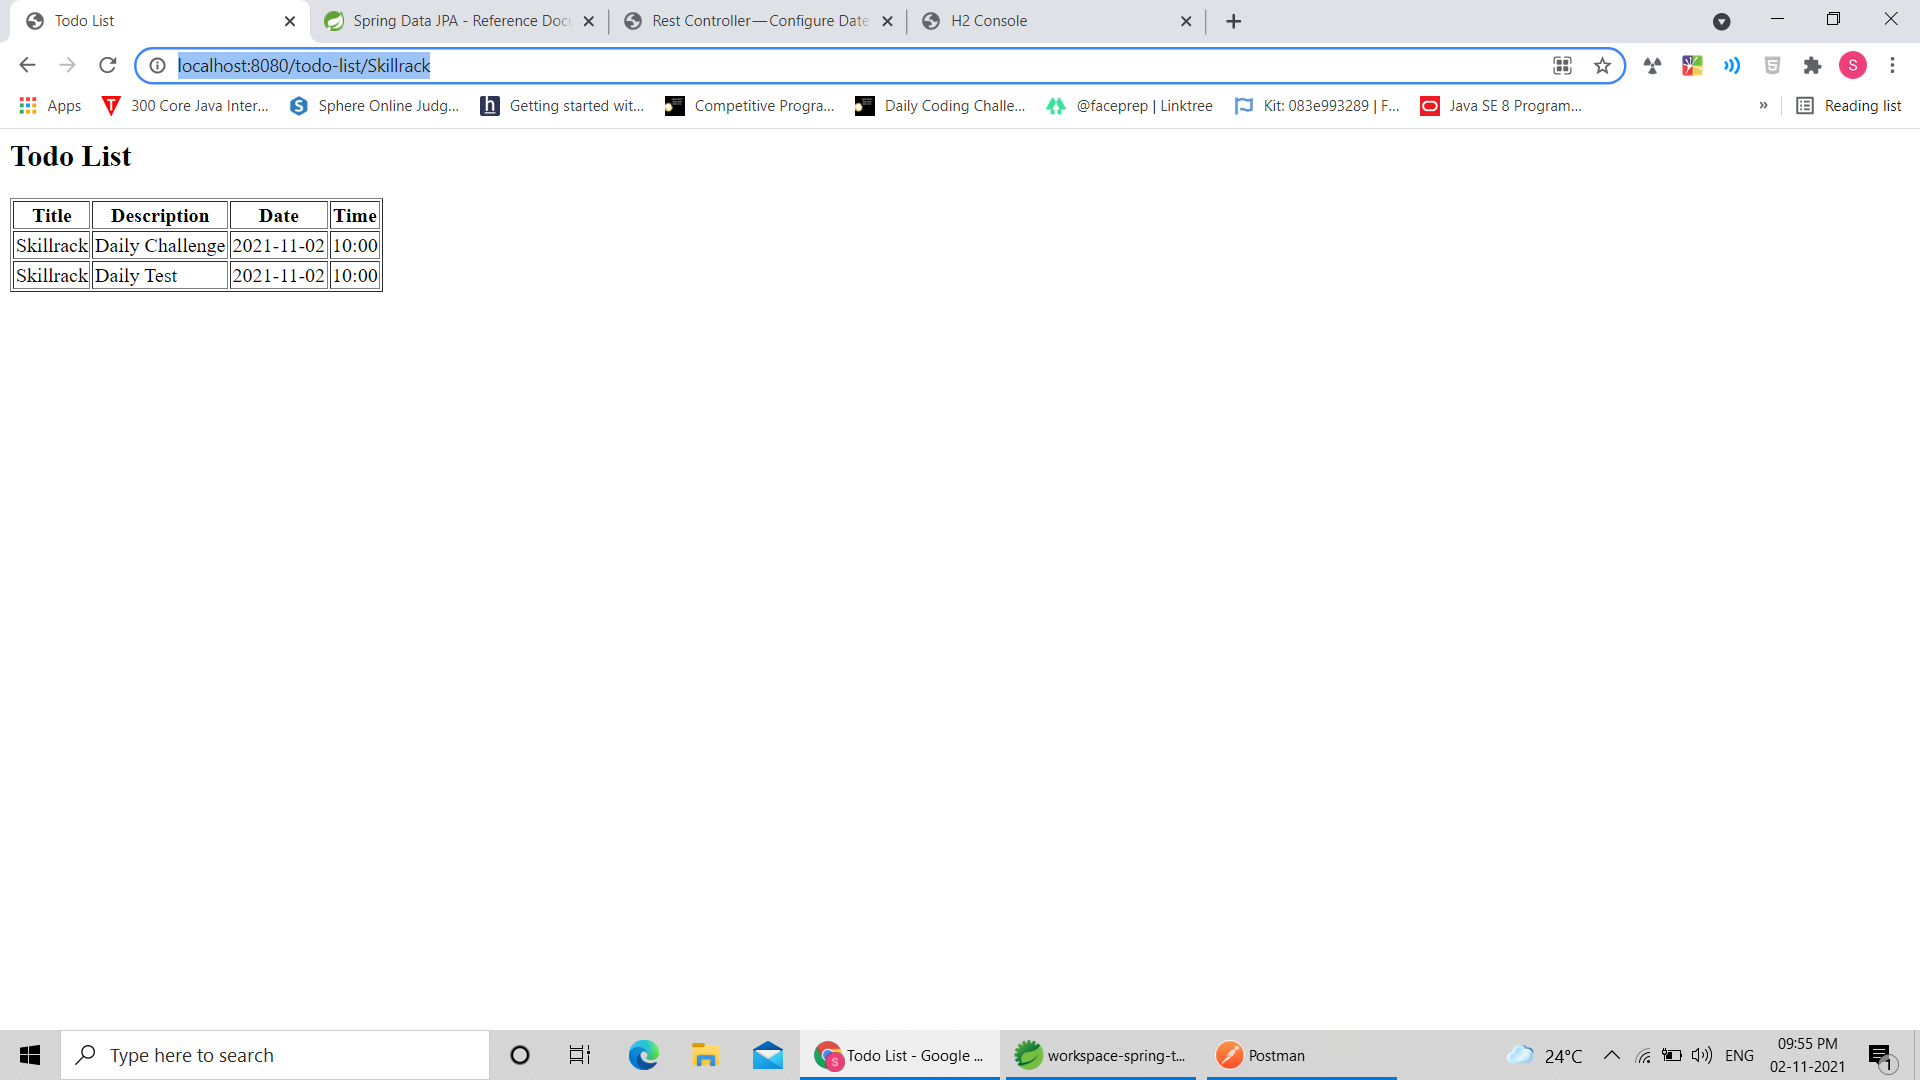 Todo List
Spring Data JPA - Reference Doc
Rest Controller — Configure Date
H2 Console
localhost:8080/todo-list/Skillrack
S
Apps
300 Core Java Inter...
Sphere Online Judg...
Getting started wit...
Competitive Progra...
Daily Coding Challe...
@faceprep | Linktree
Kit: 083e993289 | F...
Java SE 8 Program...
»
Reading list
Todo List
Title Description Date Time
Skillrack Daily Challenge 2021-11-02 10:00
Skillrack Daily Test 2021-11-02 10:00
Type here to search
Todo List - Google ...
workspace-spring-t...
Postman
24°C
ENG
09:55 PM
02-11-2021
1